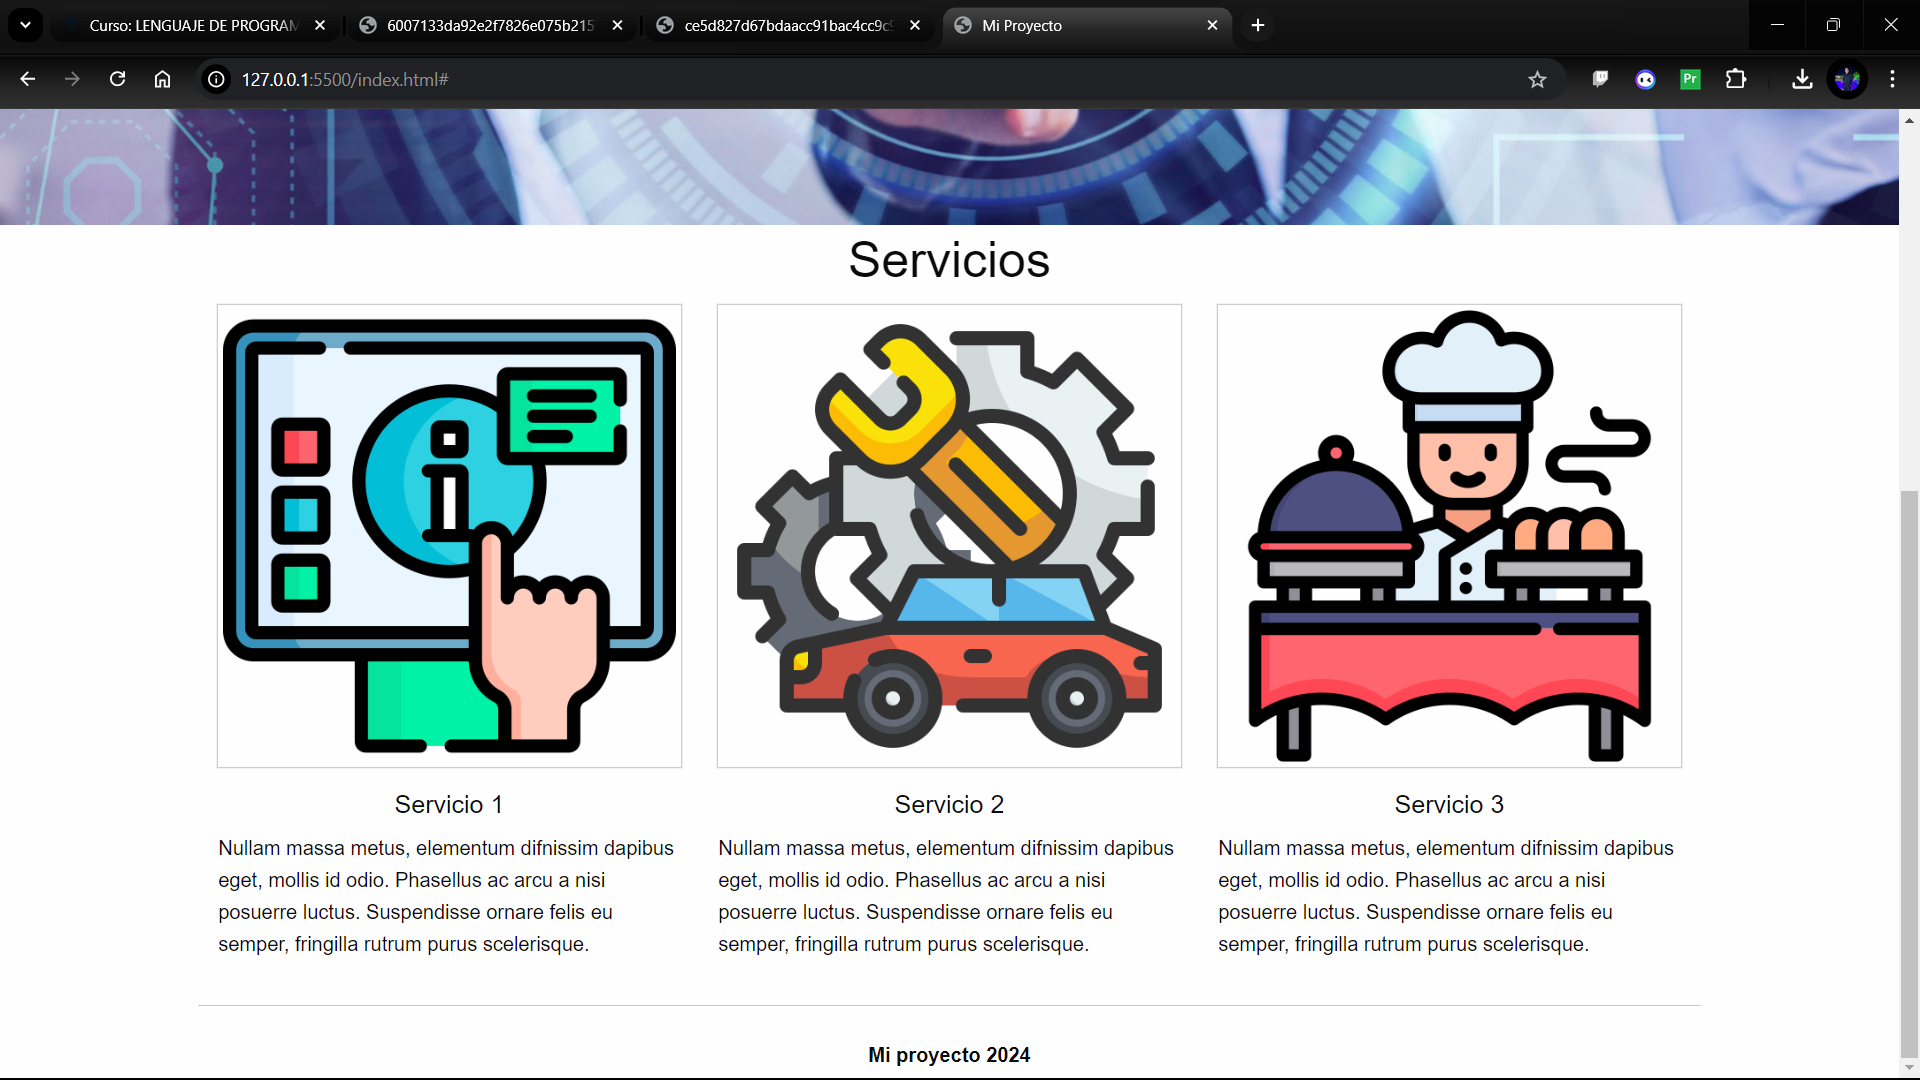 Curso: LENGUAJE DE PROGRAM
6007133da92e2f7826e075b215
ce5d827d67bdaacc91bac4cc9c
Mi Proyecto
127.0.0.1:5500/index.html#
Pr
Servicios
Servicio 1
Nullam massa metus, elementum difnissim dapibus
eget, mollis id odio. Phasellus ac arcu a nisi
posuerre luctus. Suspendisse ornare felis eu
semper, fringilla rutrum purus scelerisque.
Servicio 2
Nullam massa metus, elementum difnissim dapibus
eget, mollis id odio. Phasellus ac arcu a nisi
posuerre luctus. Suspendisse ornare felis eu
semper, fringilla rutrum purus scelerisque.
Servicio 3
Nullam massa metus, elementum difnissim dapibus
eget, mollis id odio. Phasellus ac arcu a nisi
posuerre luctus. Suspendisse ornare felis eu
semper, fringilla rutrum purus scelerisque.
Mi proyecto 2024